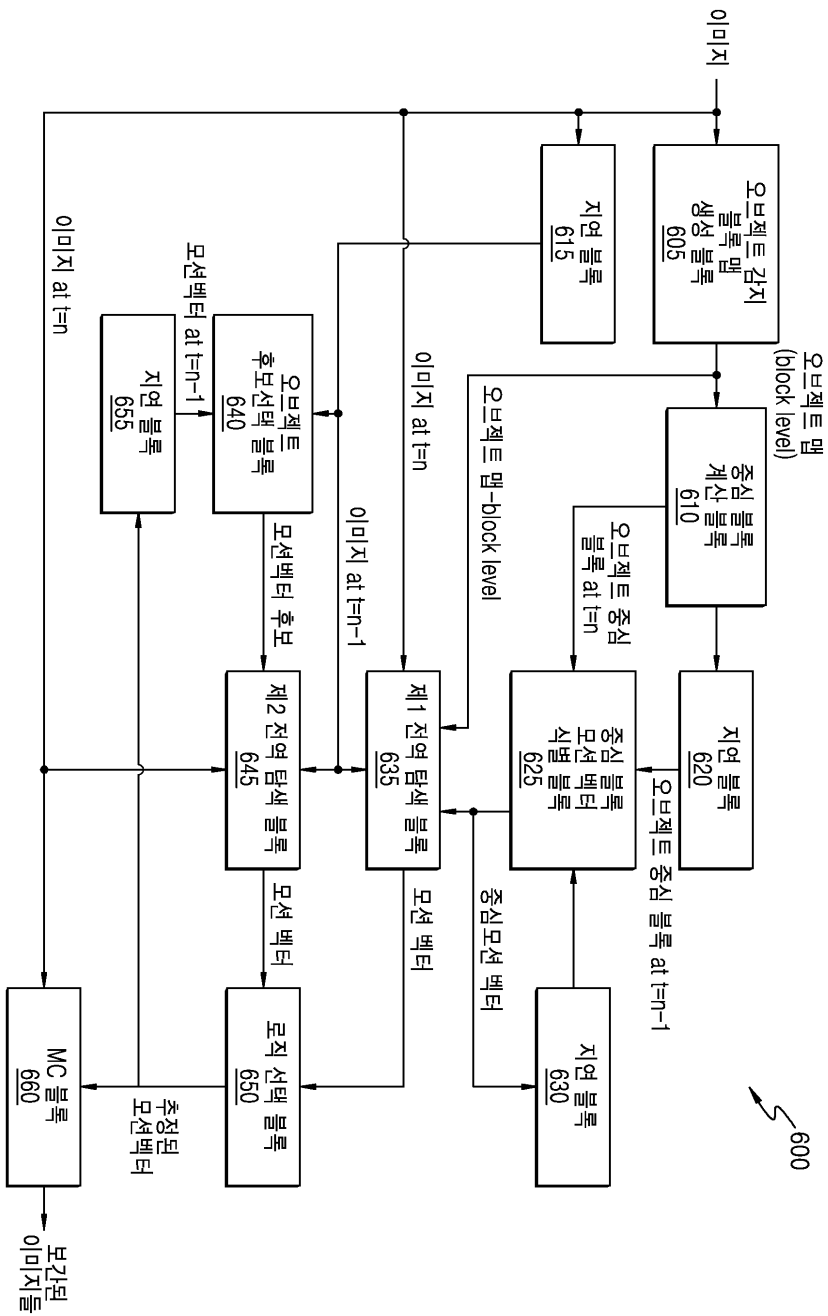 600
이미지
오브젝트 감지
블록 맵
생성 블록
605
오브젝트 맵
(block level)
중심 블록
계산 블록
610
지연 블록
620
지연 블록
615
오브젝트 맵-block level
오브젝트 중심
블록 at t=n
오브젝트 중심 블록 at t=n-1
중심 블록
모션 벡터
식별 블록
625
지연 블록
630
중심모션 벡터
이미지 at t=n
제1 전역 탐색 블록
635
모션 벡터
이미지 at t=n-1
오브젝트
후보선택 블록
640
모션벡터 후보
제2 전역 탐색 블록
645
모션 벡터
로직 선택 블록
650
모션벡터 at t=n-1
지연 블록
655
추정된
모션벡터
이미지 at t=n
MC 블록
660
보간된
이미지들